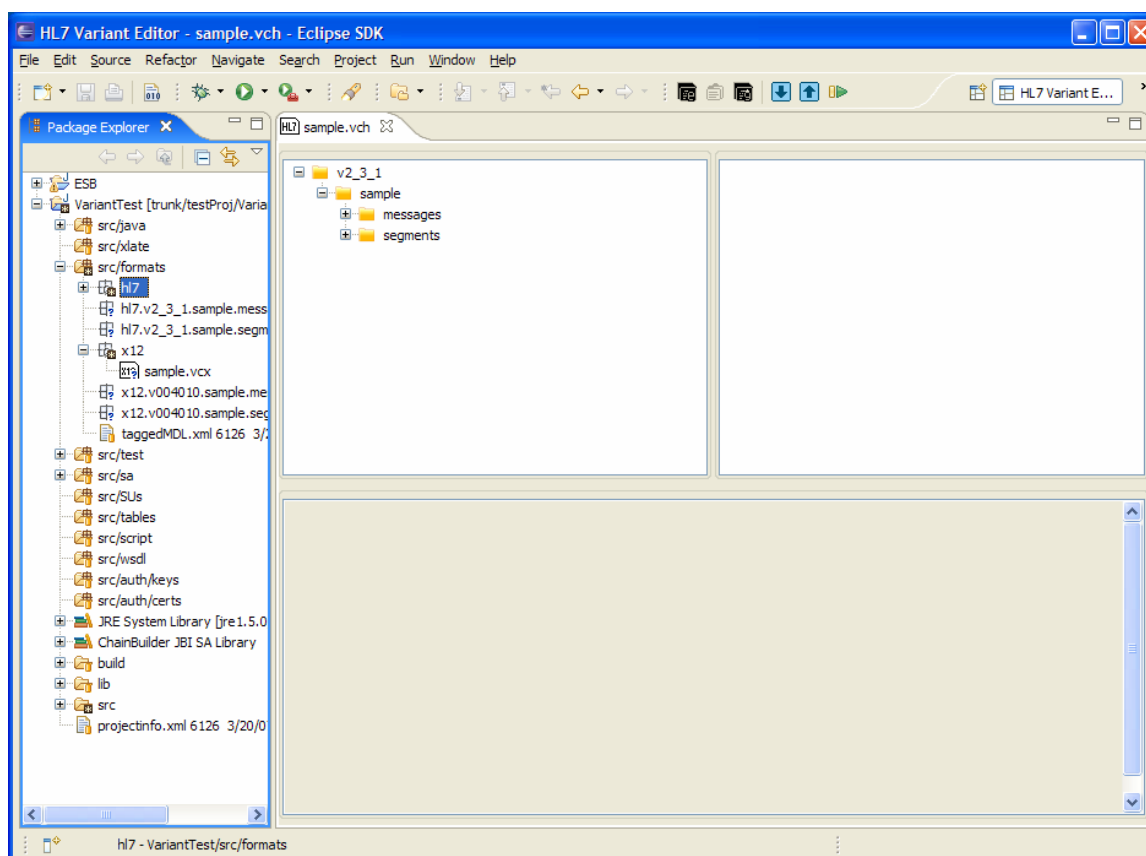 HL7 Variant Editor - sample.vch - Eclipse SDK
File Edit Source Refactor Navigate Search Project Run Window Help
HL7 Variant E...
Package Explorer
sample.vch
ESB
VariantTest [trunk/testProj/Varia
src/java
src/xlate
src/formats
hl7
hl7.v2_3_1.sample.mess
hl7.v2_3_1.sample.segm
x12
sample.vcx
x12.v004010.sample.me
x12.v004010.sample.seg
taggedMDL.xml 6126 3/2
src/test
src/sa
src/SUs
src/tables
src/script
src/wsdl
src/auth/keys
src/auth/certs
JRE System Library [jre1.5.0
ChainBuilder JBI SA Library
build
lib
src
projectinfo.xml 6126 3/20/0
v2_3_1
sample
messages
segments
hl7 - VariantTest/src/formats